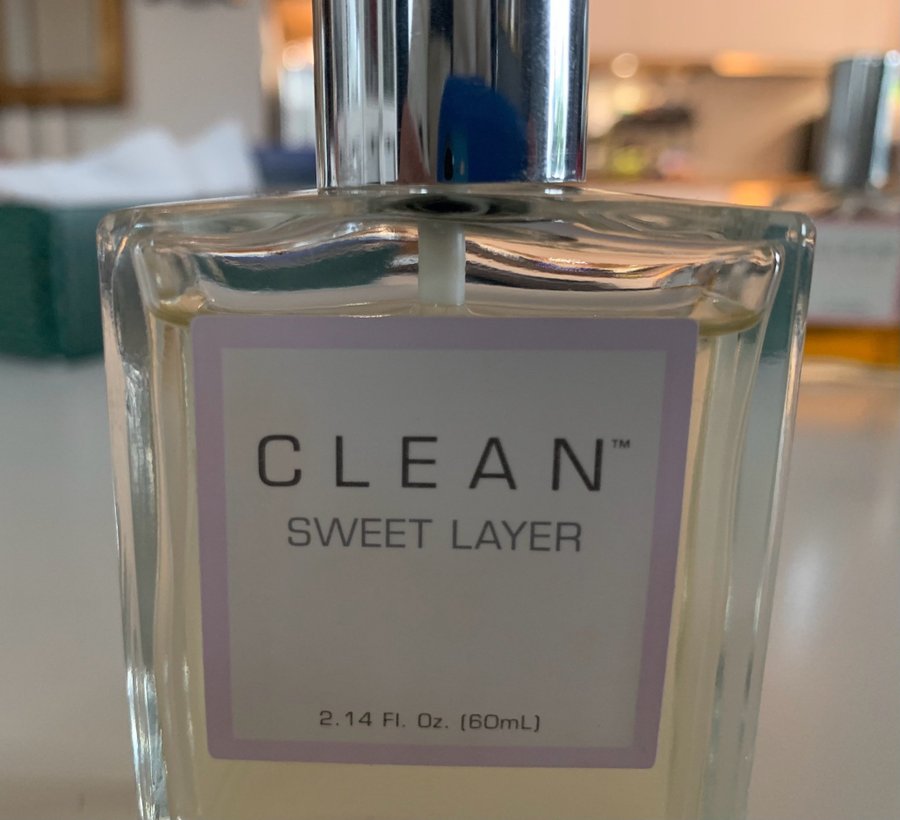 CLEAN™
SWEET LAYER
2.14 Fl. Oz. (60mL)